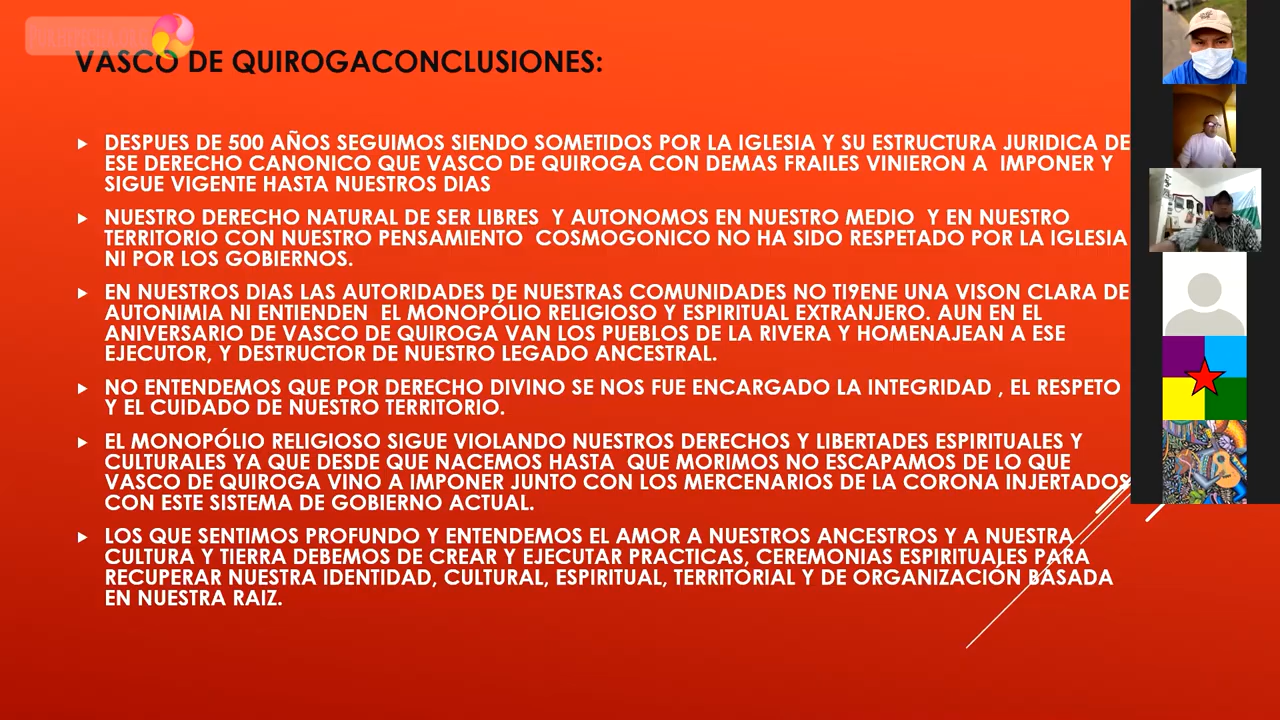 VASCO DE QUIROGACONCLUSIONES:
DESPUES DE 500 AÑOS SEGUIMOS SIENDO SOMETIDOS POR LA IGLESIA Y SU ESTRUCTURA JURIDICA DE
ESE DERECHO CANONICO QUE VASCO DE QUIROGA CON DEMAS FRAILES VINIERON A IMPONER Y
SIGUE VIGENTE HASTA NUESTROS DIAS
NUESTRO DERECHO NATURAL DE SER LIBRES Y AUTONOMOS EN NUESTRO MEDIO Y EN NUESTRO
TERRITORIO CON NUESTRO PENSAMIENTO COSMOGONICO NO HA SIDO RESPETADO POR LA IGLESIA
NI POR LOS GOBIERNOS.
EN NUESTROS DIAS LAS AUTORIDADES DE NUESTRAS COMUNIDADES NO TI9ENE UNA VISON CLARA DE
AUTONIMIA NI ENTIENDEN EL MONOPÓLIO RELIGIOSO Y ESPIRITUAL EXTRANJERO. AUN EN EL
ANIVERSARIO DE VASCO DE QUIROGA VAN LOS PUEBLOS DE LA RIVERA Y HOMENAJEAN A ESE
EJECUTOR, Y DESTRUCTOR DE NUESTRO LEGADO ANCESTRAL.
NO ENTENDEMOS QUE POR DERECHO DIVINO SE NOS FUE ENCARGADO LA INTEGRIDAD , EL RESPETO
Y EL CUIDADO DE NUESTRO TERRITORIO.
EL MONOPÓLIO RELIGIOSO SIGUE VIOLANDO NUESTROS DERECHOS Y LIBERTADES ESPIRITUALES Y
CULTURALES YA QUE DESDE QUE NACEMOS HASTA QUE MORIMOS NO ESCAPAMOS DE LO QUE
VASCO DE QUIROGA VINO A IMPONER JUNTO CON LOS MERCENARIOS DE LA CORONA INJERTADOS
CON ESTE SISTEMA DE GOBIERNO ACTUAL.
LOS QUE SENTIMOS PROFUNDO Y ENTENDEMOS EL AMOR A NUESTROS ANCESTROS Y A NUESTRA
CULTURA Y TIERRA DEBEMOS DE CREAR Y EJECUTAR PRACTICAS, CEREMONIAS ESPIRITUALES PARA
RECUPERAR NUESTRA IDENTIDAD, CULTURAL, ESPIRITUAL, TERRITORIAL Y DE ORGANIZACIÓN BASADA
EN NUESTRA RAIZ.